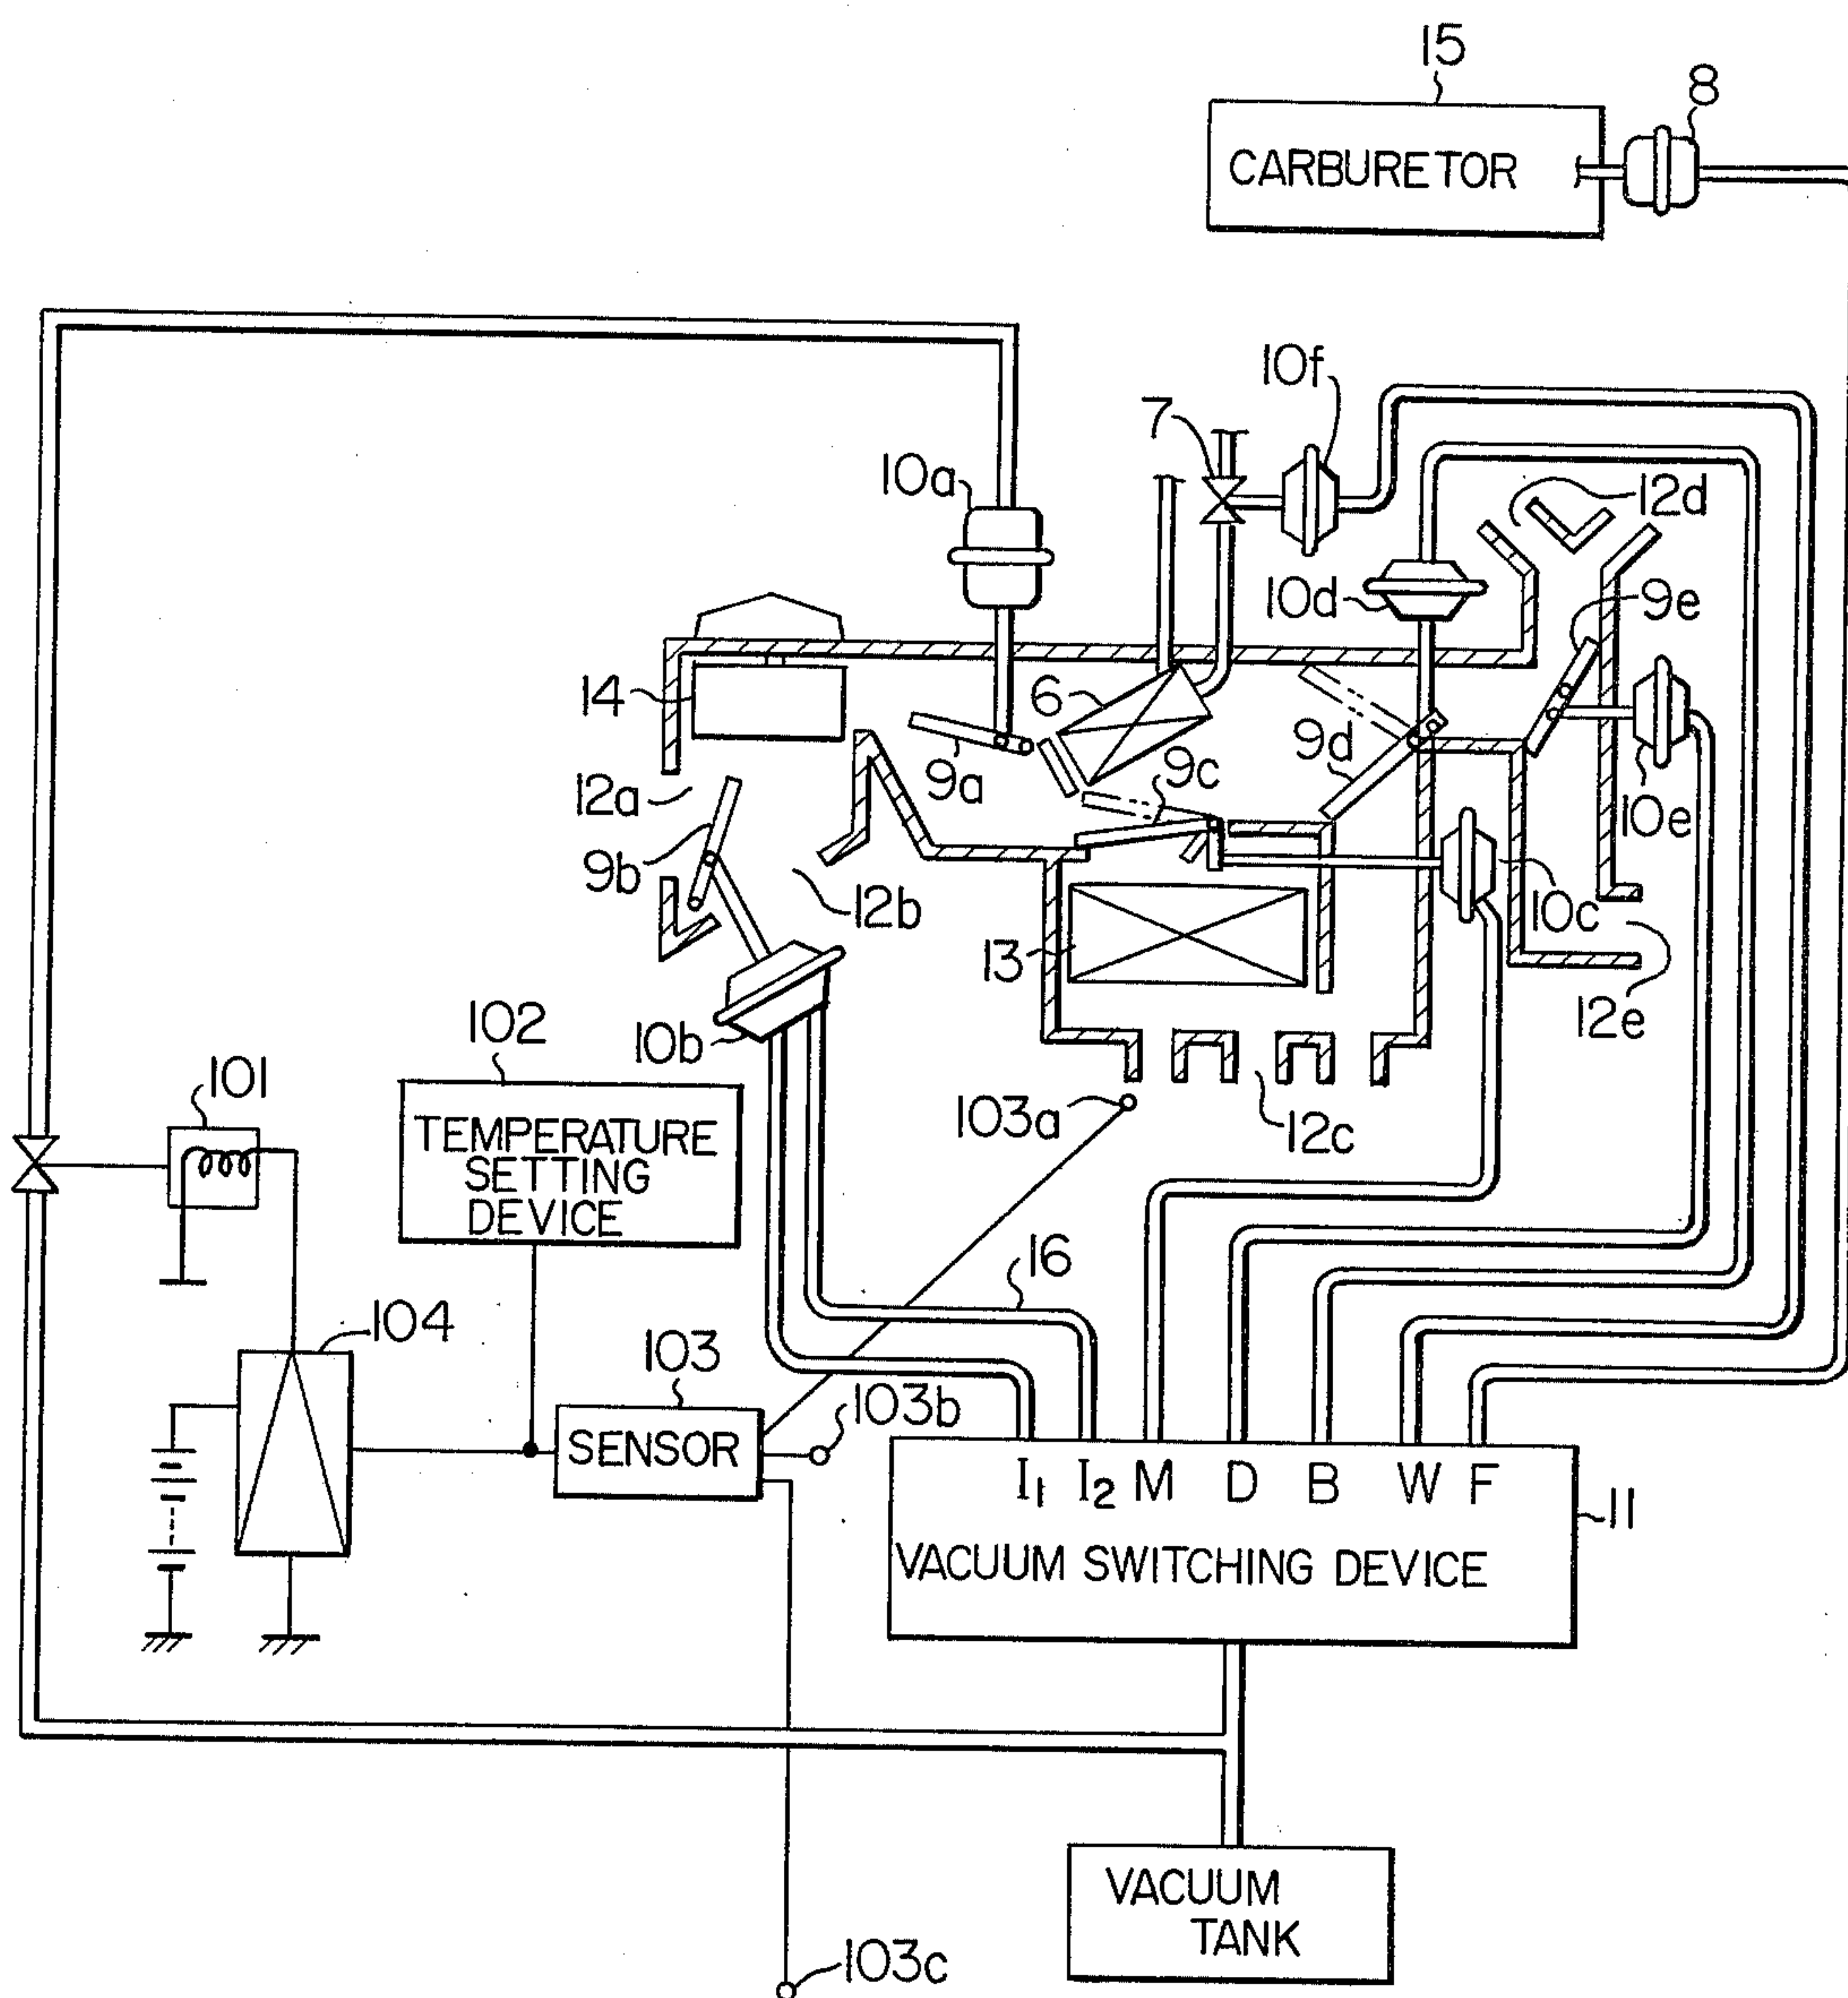 15
8
CARBURETOR
10f
7
10a
12d
10d
9e
14
6
9d
9a
9c
12a
10e
9b
12b
10c
13
12e
102
10b
101
103a
12c
TEMPERATURE
SETTING
DEVICE
16
104
103
103b
SENSOR
I1 I2 M D B W F
11
VACUUM SWITCHING DEVICE
VACUUM
TANK
103c